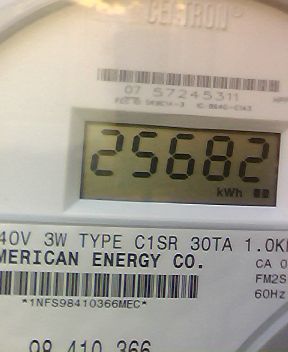 CENTRON®
07 57245311
25682
kWh
40V 3W TYPE C1SR 30TA 1.0K
MERICAN ENERGY CO.
CA 0
FM2S
60Hz
*1NFS98410366MEC*
98 410 366